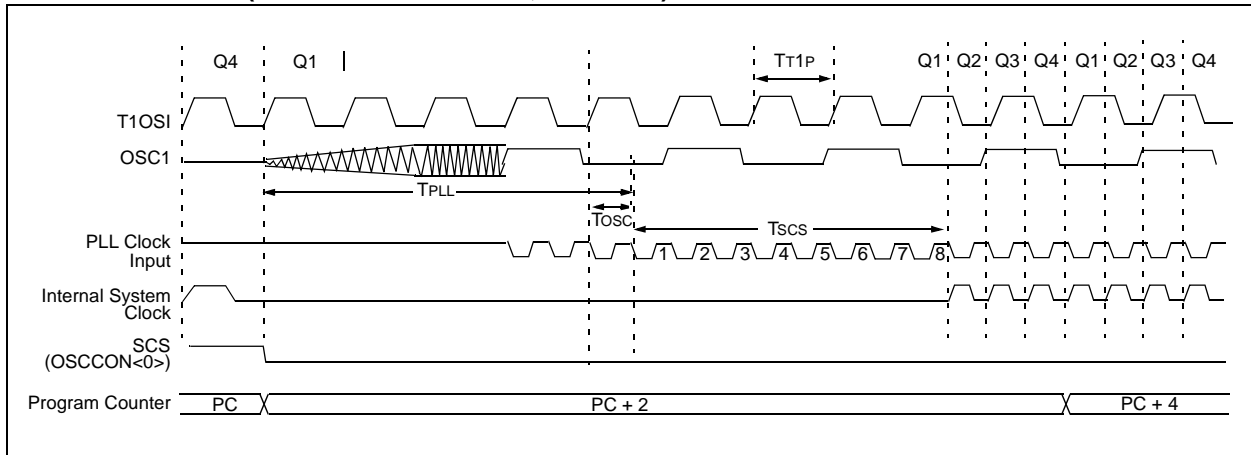 Q4 Q1 TT1P Q1 Q2 Q3 Q4 Q1 Q2 Q3 Q4
T1OSI
OSC1
TPLL
TOSC
TSCS
PLL Clock
Input
1 2 3 4 5 6 7 8
Internal System
Clock
SCS
(OSCCON<0>)
Program Counter PC PC + 2 PC + 4